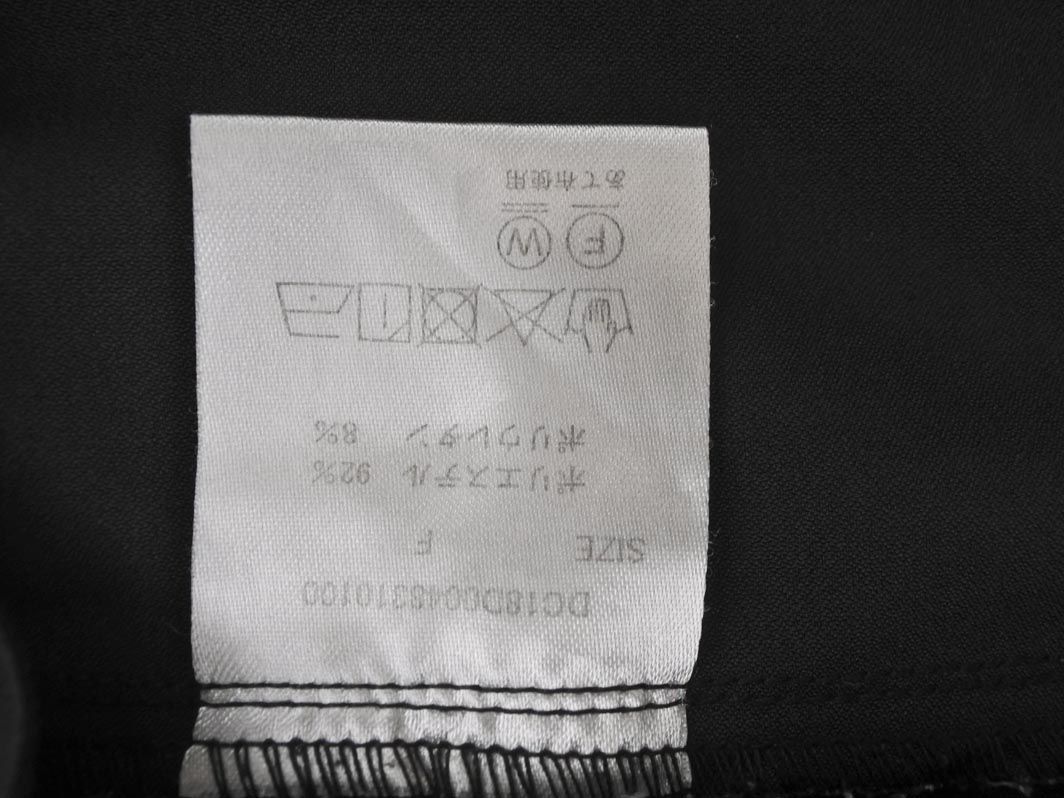 DC18D6048310100
SIZE F
ポリエステル 92%
ポリウレタン 8%
F W
あて布使用